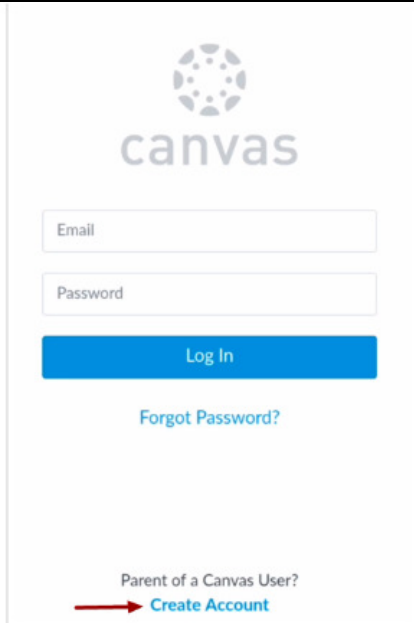 canvas
Email
Password
Log In
Forgot Password?
Parent of a Canvas User?
Create Account